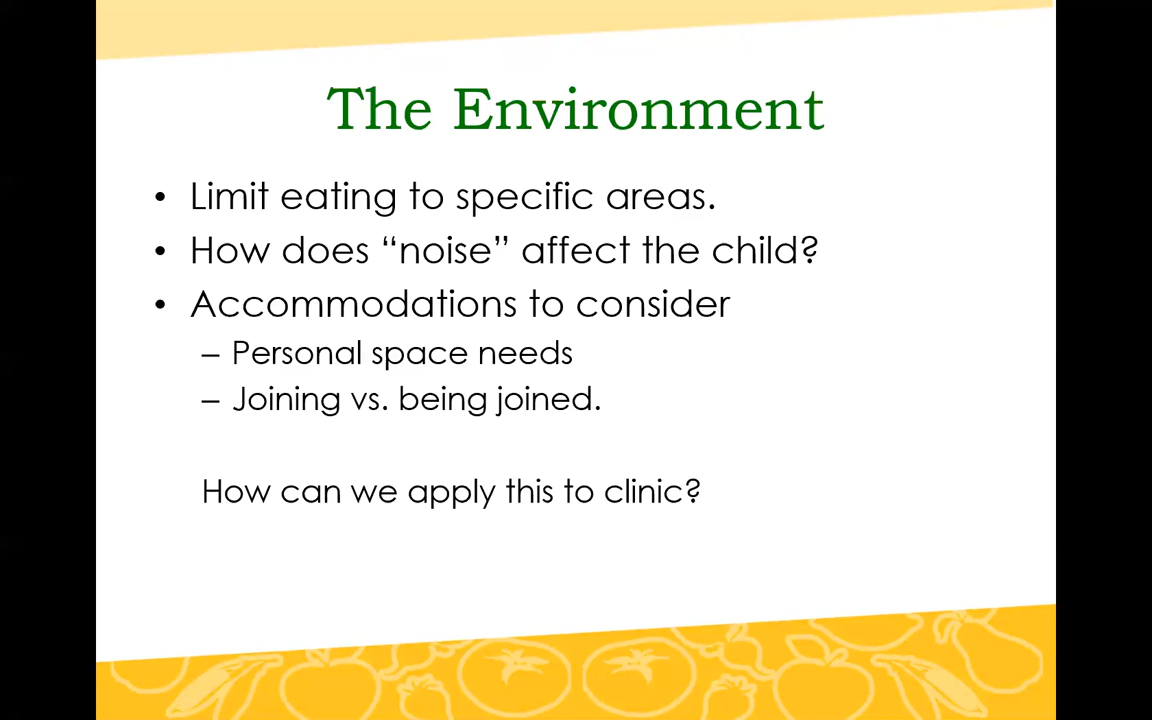 The Environment
• Limit eating to specific areas.
• How does “noise” affect the child?
• Accommodations to consider
– Personal space needs
– Joining vs. being joined.
How can we apply this to clinic?